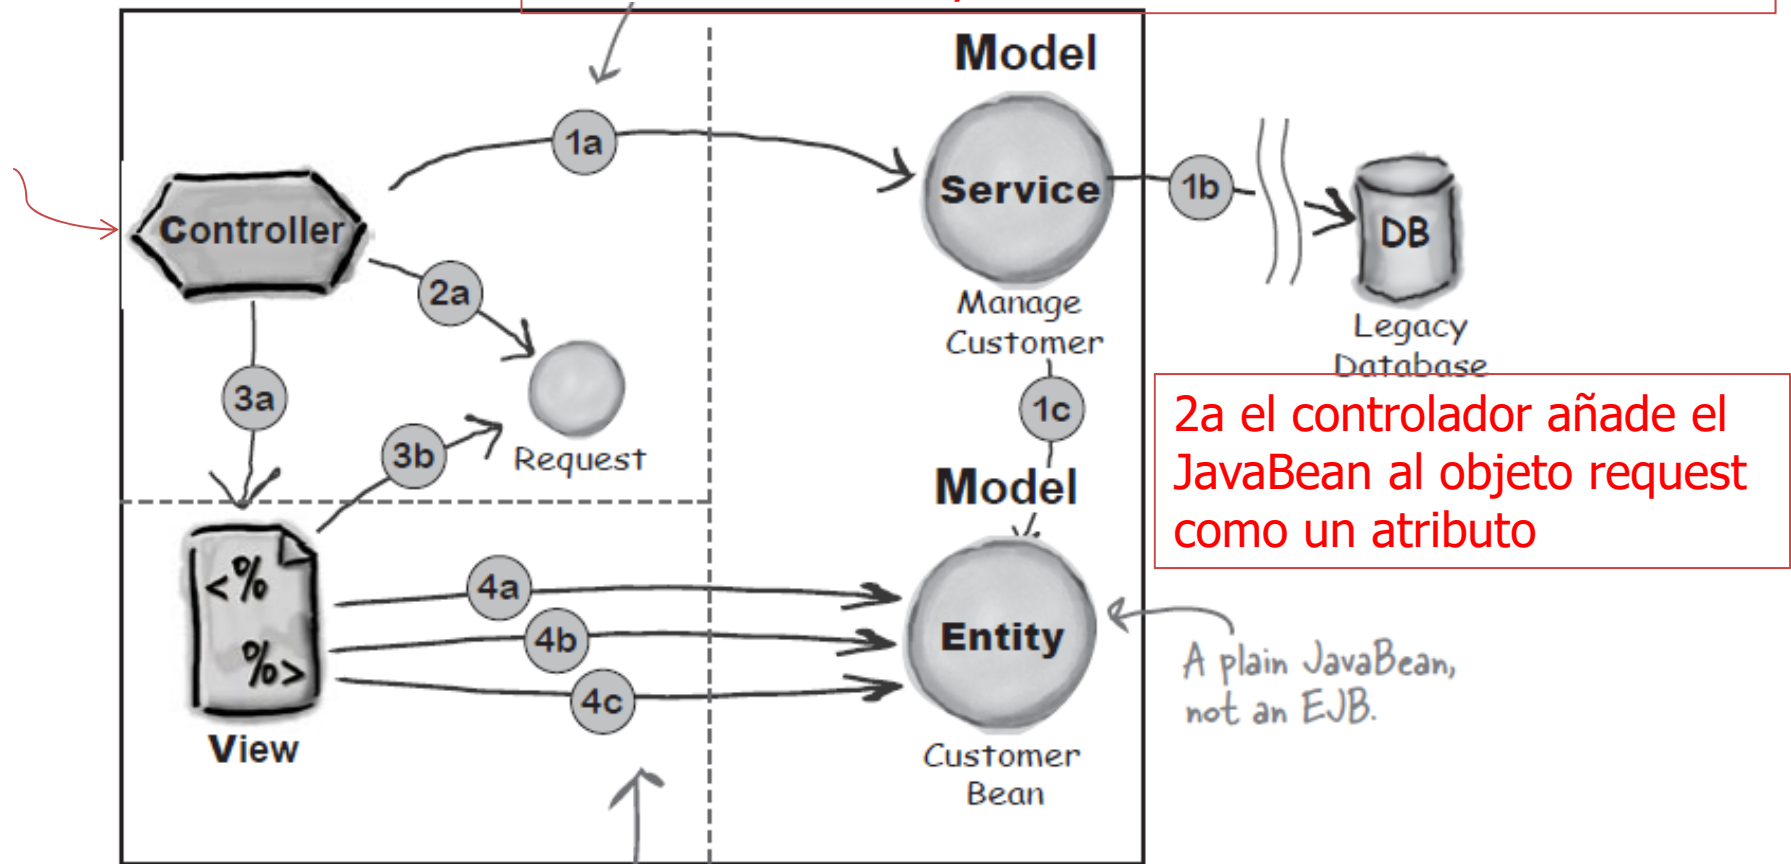 Model
1a
Service
1b
Controller
DB
2a
Manage
Customer
Legacy
Database
3a
1c
2a el controlador añade el
JavaBean al objeto request
como un atributo
3b
Request
Model
<%
%>
4a
4b
4c
Entity
A plain JavaBean,
not an EJB.
View
Customer
Bean